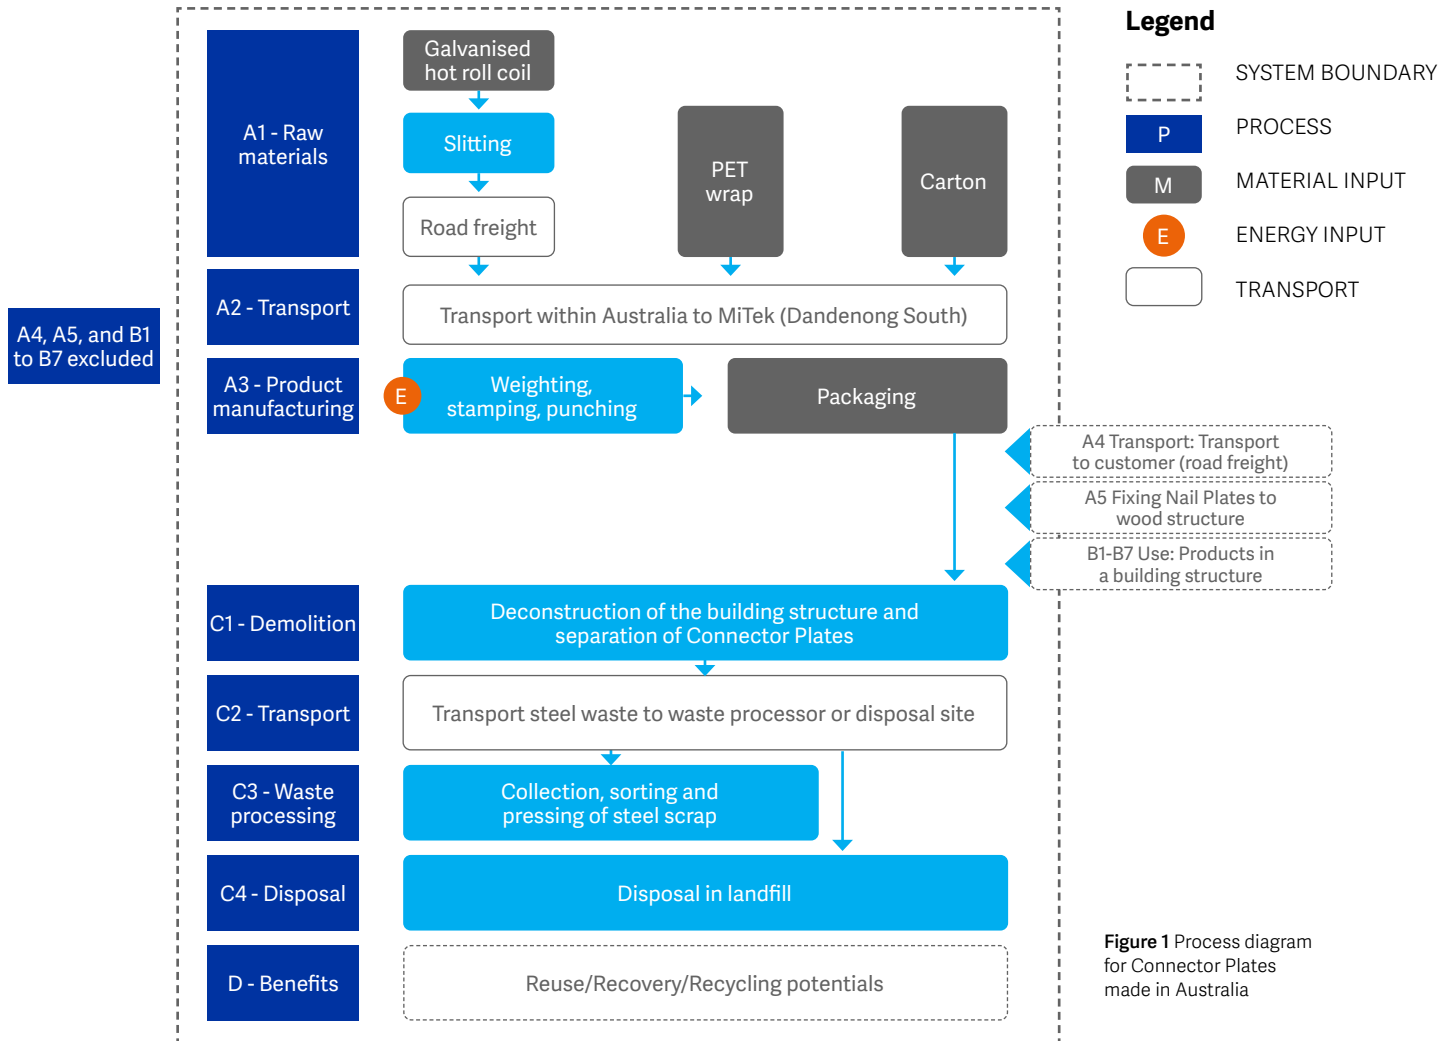 Legend
SYSTEM BOUNDARY
P
PROCESS
M
MATERIAL INPUT
E
ENERGY INPUT
TRANSPORT
A1 - Raw
materials
Galvanised
hot roll coil
Slitting
Road freight
PET
wrap
Carton
A2 - Transport
Transport within Australia to MiTek (Dandenong South)
A4, A5, and B1
to B7 excluded
A3 - Product
manufacturing
E
Weighting,
stamping, punching
Packaging
A4 Transport: Transport
to customer (road freight)
A5 Fixing Nail Plates to
wood structure
B1-B7 Use: Products in
a building structure
C1 - Demolition
Deconstruction of the building structure and
separation of Connector Plates
C2 - Transport
Transport steel waste to waste processor or disposal site
C3 - Waste
processing
Collection, sorting and
pressing of steel scrap
C4 - Disposal
Disposal in landfill
D - Benefits
Reuse/Recovery/Recycling potentials
Figure 1 Process diagram
for Connector Plates
made in Australia